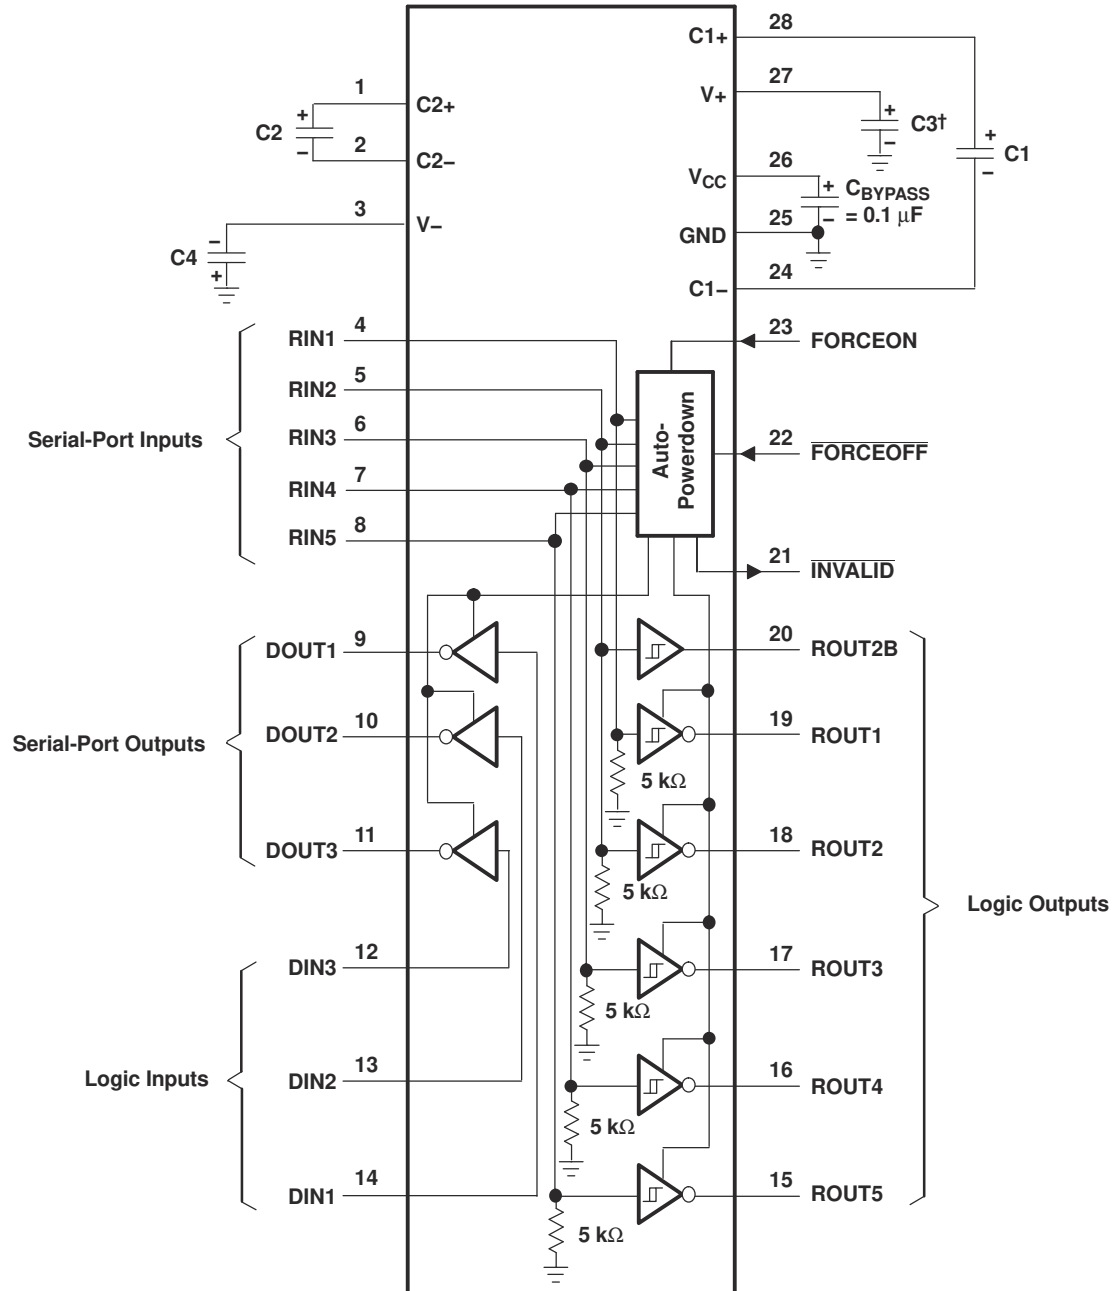 28
C1+
27
V+
+
C3†
−
1
C2+
+
C2
−
2
C2−
+
C1
−
26
VCC
+
CBYPASS
= 0.1 μF
−
25
GND
3
V−
−
C4
+
24
C1−
4
RIN1
23
FORCEON
5
RIN2
6
RIN3
Serial-Port Inputs
Auto-
Powerdown
22
FORCEOFF
7
RIN4
8
RIN5
21
INVALID
9
DOUT1
20
ROUT2B
10
DOUT2
Serial-Port Outputs
19
ROUT1
5 kΩ
11
DOUT3
18
ROUT2
5 kΩ
Logic Outputs
12
DIN3
17
ROUT3
5 kΩ
13
DIN2
Logic Inputs
16
ROUT4
5 kΩ
14
DIN1
15
ROUT5
5 kΩ